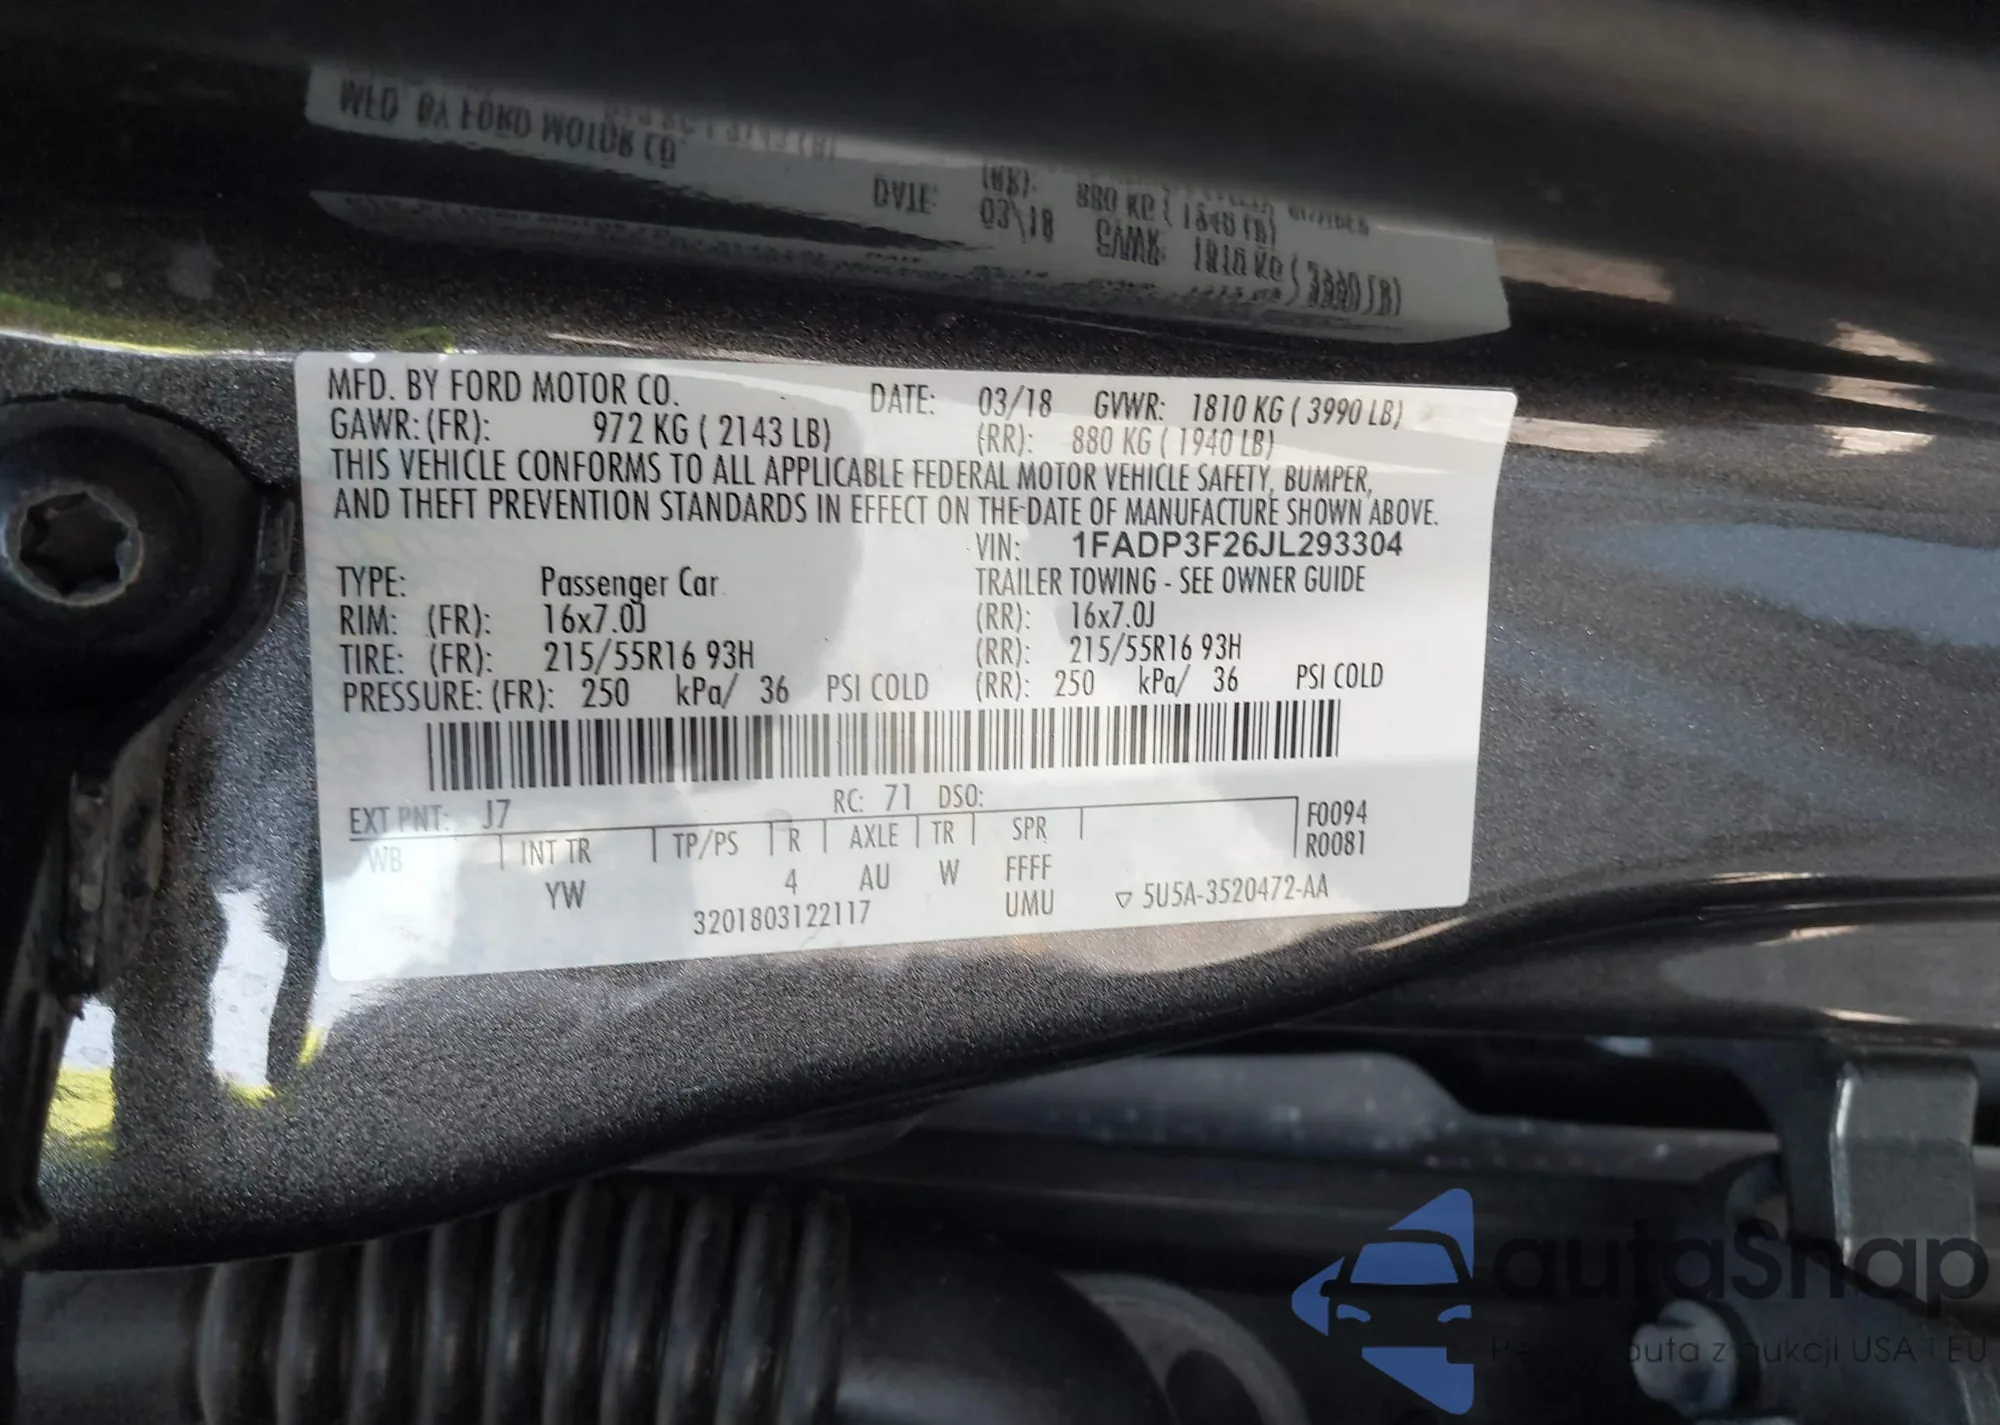 MFD. BY FORD MOTOR CO. DATE: 03/18 GVWR: 1810 KG ( 3990 LB)
GAWR: (FR): 972 KG ( 2143 LB) (RR): 880 KG ( 1940 LB)
THIS VEHICLE CONFORMS TO ALL APPLICABLE FEDERAL MOTOR VEHICLE SAFETY, BUMPER,
AND THEFT PREVENTION STANDARDS IN EFFECT ON THE DATE OF MANUFACTURE SHOWN ABOVE.
VIN: 1FADP3F26JL293304
TYPE: Passenger Car TRAILER TOWING - SEE OWNER GUIDE
RIM: (FR): 16x7.0J (RR): 16x7.0J
TIRE: (FR): 215/55R16 93H (RR): 215/55R16 93H
PRESSURE: (FR): 250 kPa/ 36 PSI COLD (RR): 250 kPa/ 36 PSI COLD
EXT PNT: J7 RC: 71 DSO: F0094
WB INT TR TP/PS R AXLE TR SPR R0081
YW 4 AU W FFFF
3201803122117 UMU ▽ 5U5A-3520472-AA
autaSnap
auta z aukcji USA i EU